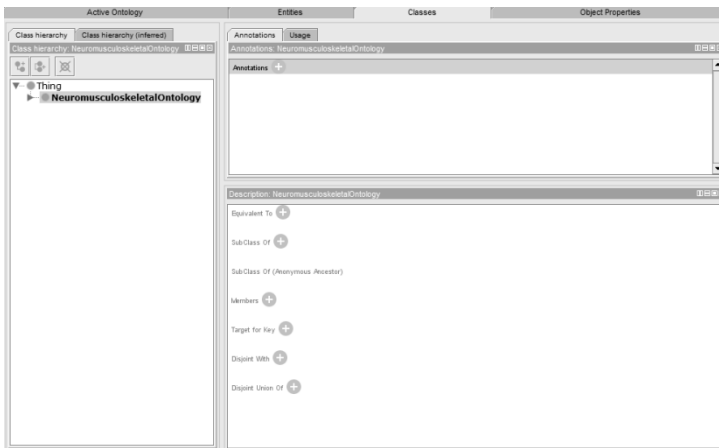 Active Ontology
Entities
Classes
Object Properties
Class hierarchy
Class hierarchy (inferred)
Class hierarchy: NeuromusculoskeletalOntology
Thing
NeuromusculoskeletalOntology
Annotations
Usage
Annotations: NeuromusculoskeletalOntology
Annotations
Description: NeuromusculoskeletalOntology
Equivalent To
SubClass Of
SubClass Of (Anonymous Ancestor)
Members
Target for Key
Disjoint With
Disjoint Union Of